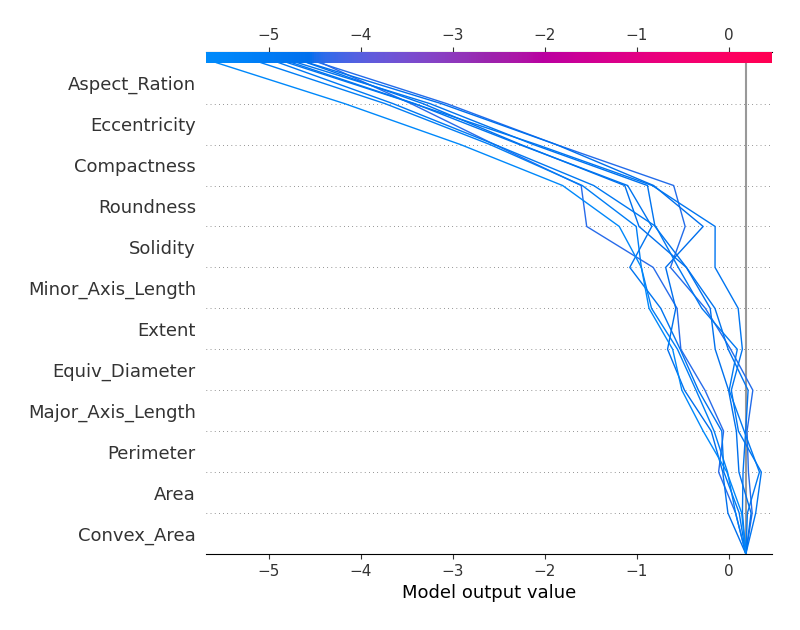 −5 −4 −3 −2 −1 0
Aspect_Ration
Eccentricity
Compactness
Roundness
Solidity
Minor_Axis_Length
Extent
Equiv_Diameter
Major_Axis_Length
Perimeter
Area
Convex_Area
−5 −4 −3 −2 −1 0
Model output value